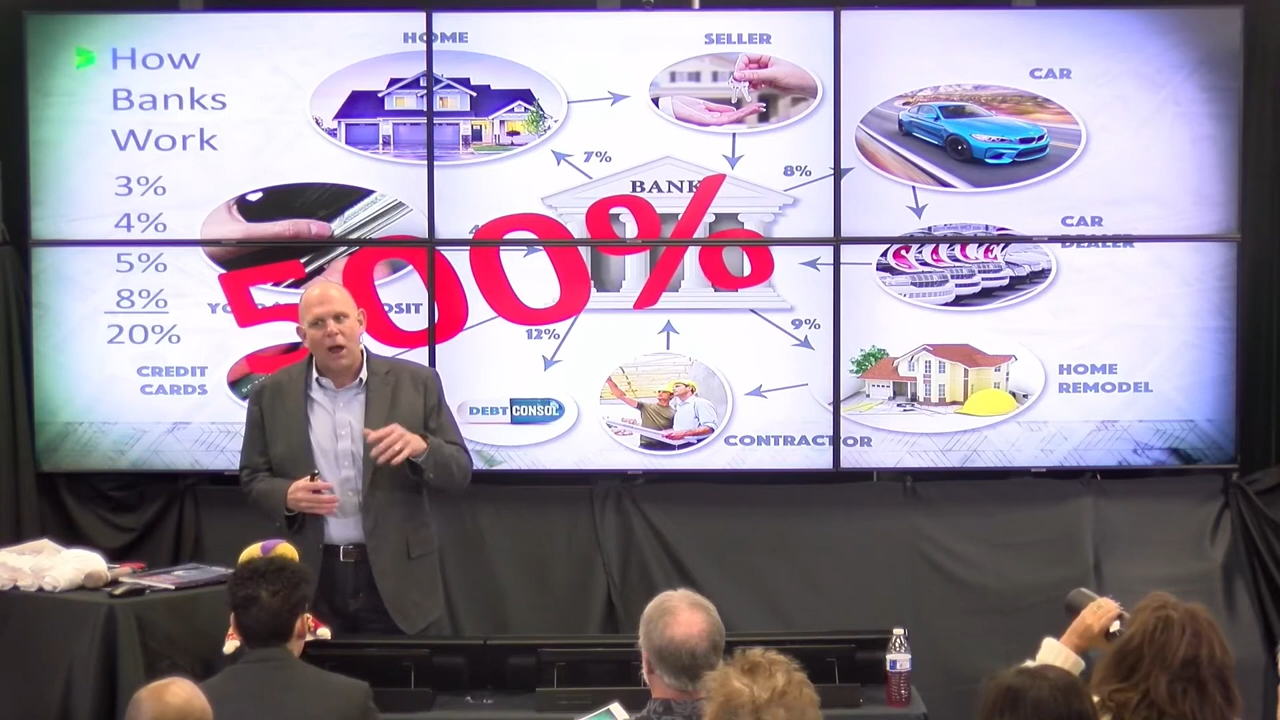 How
Banks
Work
3%
4%
5%
8%
20%
HOME
SELLER
CAR
7%
8%
BANK
CAR
DEALER
500%
12%
9%
CREDIT
CARDS
DEBT CONSOL
HOME
REMODEL
CONTRACTOR